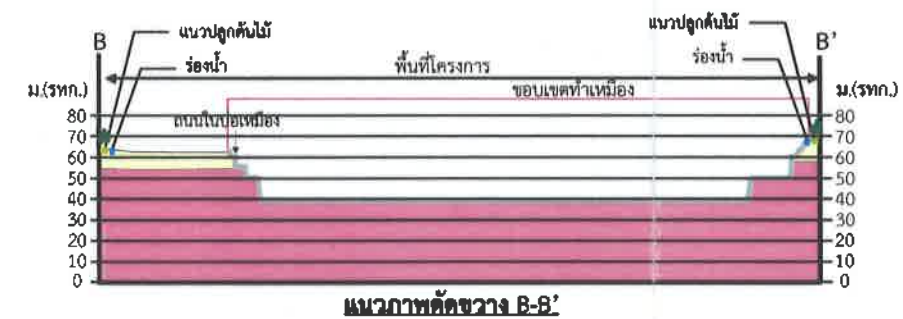 แนวปลูกต้นไม้
แนวปลูกต้นไม้
B
B'
ร่องน้ำ
ร่องน้ำ
พื้นที่โครงการ
ม.(รทก.)
ม.(รทก.)
ขอบเขตทำเหมือง
ถนนในบ่อเหมือง
80
80
70
70
60
60
50
50
40
40
30
30
20
20
10
10
0
0
แนวภาพตัดขวาง B-B'